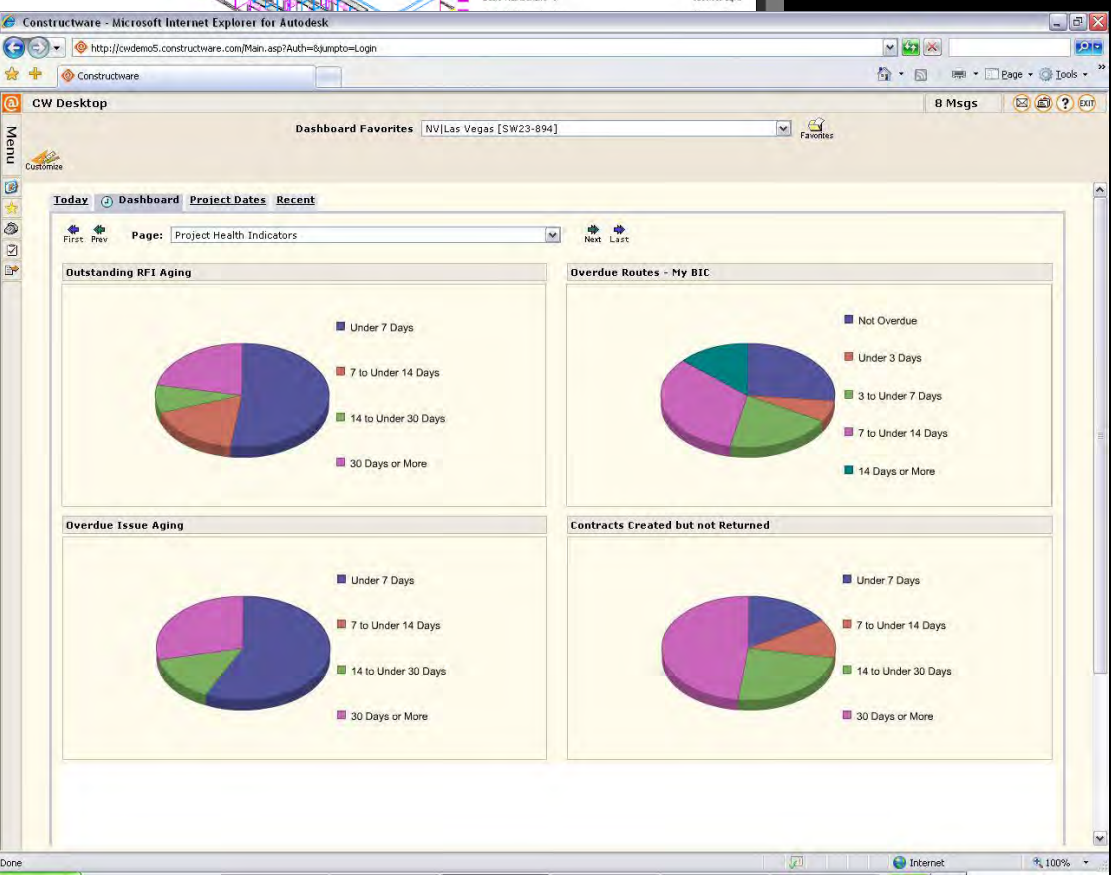 Constructware - Microsoft Internet Explorer for Autodesk
http://cwdemo5.constructware.com/Main.asp?Auth=&jumpto=Login
Constructware
Page
Tools
»
CW Desktop
8 Msgs
EXIT
Menu
Dashboard Favorites NV|Las Vegas [SW23-894]
Favorites
Customize
Today Dashboard Project Dates Recent
First Prev Page: Project Health Indicators Next Last
Outstanding RFI Aging
Under 7 Days
7 to Under 14 Days
14 to Under 30 Days
30 Days or More
Overdue Routes - My BIC
Not Overdue
Under 3 Days
3 to Under 7 Days
7 to Under 14 Days
14 Days or More
Overdue Issue Aging
Under 7 Days
7 to Under 14 Days
14 to Under 30 Days
30 Days or More
Contracts Created but not Returned
Under 7 Days
7 to Under 14 Days
14 to Under 30 Days
30 Days or More
Done
Internet
100%